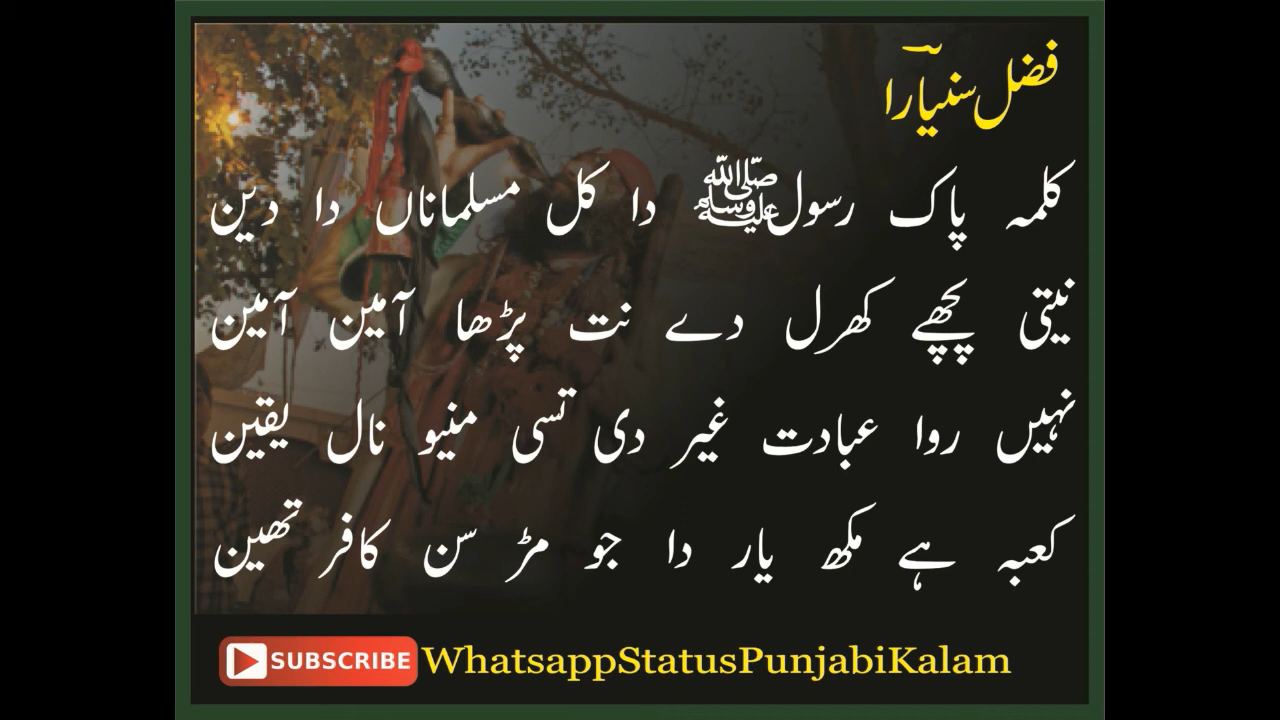 فضل سنیارا
کلمہ پاک رسولﷺ دا کل مسلماناں دا دین
نیتی پچھے کھرل دے نت پڑھا آمین آمین
نہیں روا عبادت غیر دی تسی منیو نال یقین
کعبہ ہے مکھ یار دا جو مڑ سن کافر تھین
SUBSCRIBE WhatsappStatusPunjabiKalam